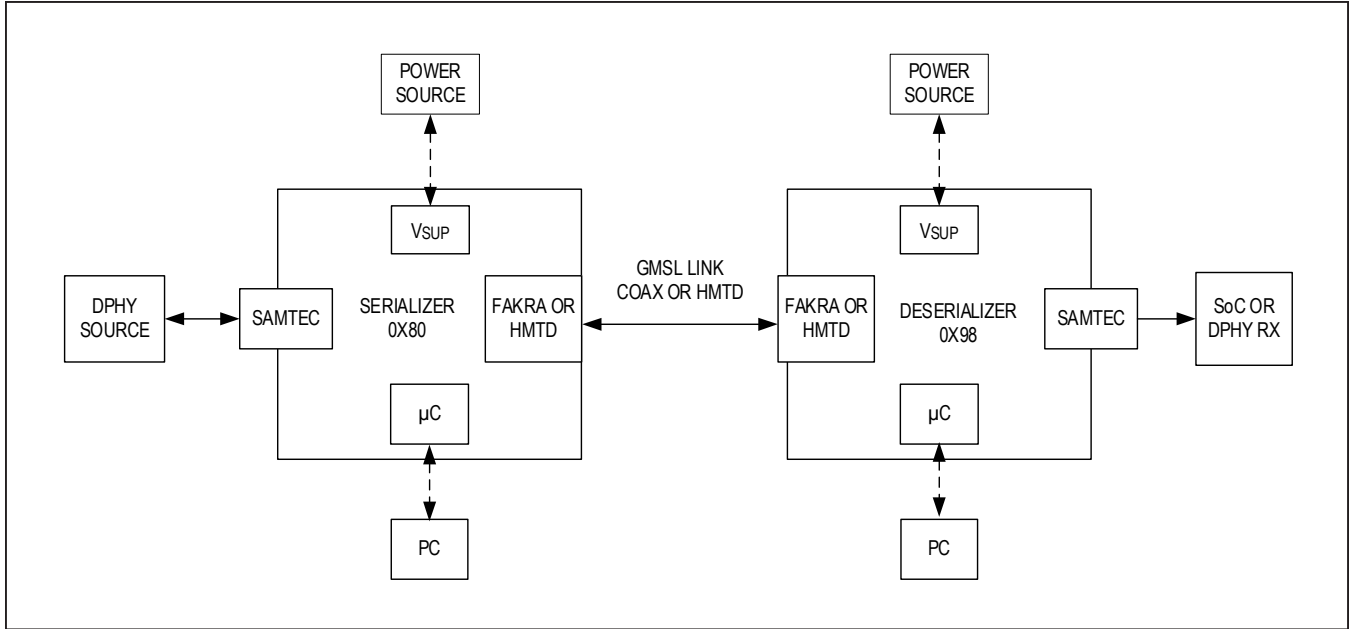 POWER
SOURCE
POWER
SOURCE
VSUP
VSUP
DPHY
SOURCE
SAMTEC
SERIALIZER
0X80
FAKRA OR
HMTD
GMSL LINK
COAX OR HMTD
FAKRA OR
HMTD
DESERIALIZER
0X98
SAMTEC
SoC OR
DPHY RX
µC
µC
PC
PC